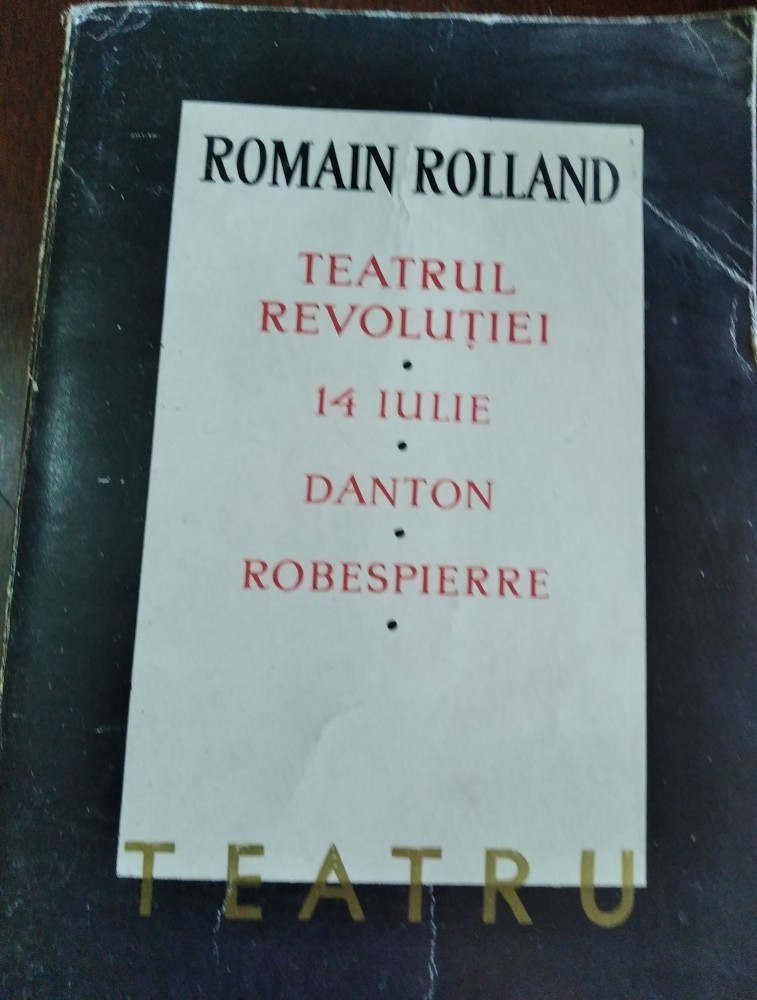 ROMAIN ROLLAND
TEATRUL
REVOLUȚIEI
•
14 IULIE
•
DANTON
•
ROBESPIERRE
•
TEATRU